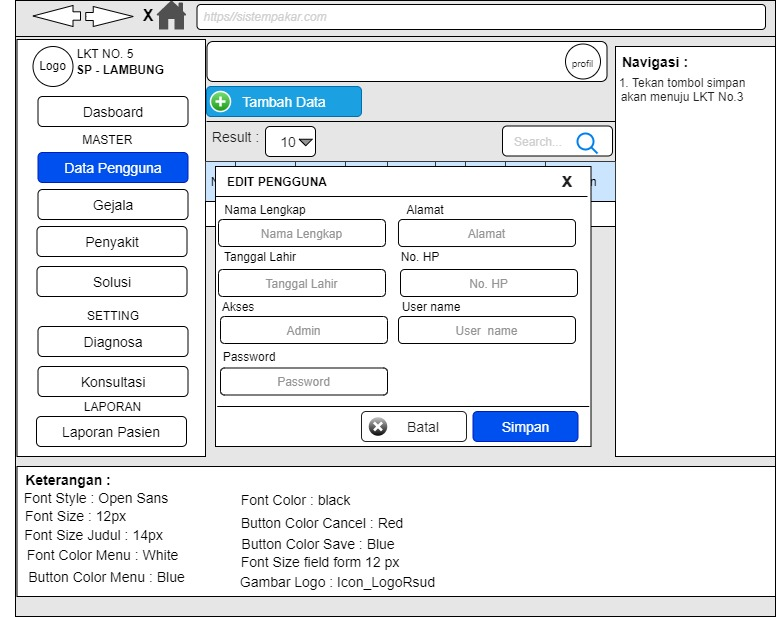 X
https//sistempakar.com
Logo
LKT NO. 5
SP - LAMBUNG
profil
Navigasi :
1. Tekan tombol simpan
akan menuju LKT No.3
Dasboard
MASTER
Data Pengguna
Gejala
Penyakit
Solusi
SETTING
Diagnosa
Konsultasi
LAPORAN
Laporan Pasien
Tambah Data
Result :
10
Search...
EDIT PENGGUNA
X
Nama Lengkap
Alamat
Nama Lengkap
Alamat
Tanggal Lahir
No. HP
Tanggal Lahir
No. HP
Akses
User name
Admin
User name
Password
Password
Batal
Simpan
Keterangan :
Font Style : Open Sans
Font Size : 12px
Font Size Judul : 14px
Font Color Menu : White
Button Color Menu : Blue
Font Color : black
Button Color Cancel : Red
Button Color Save : Blue
Font Size field form 12 px
Gambar Logo : Icon_LogoRsud